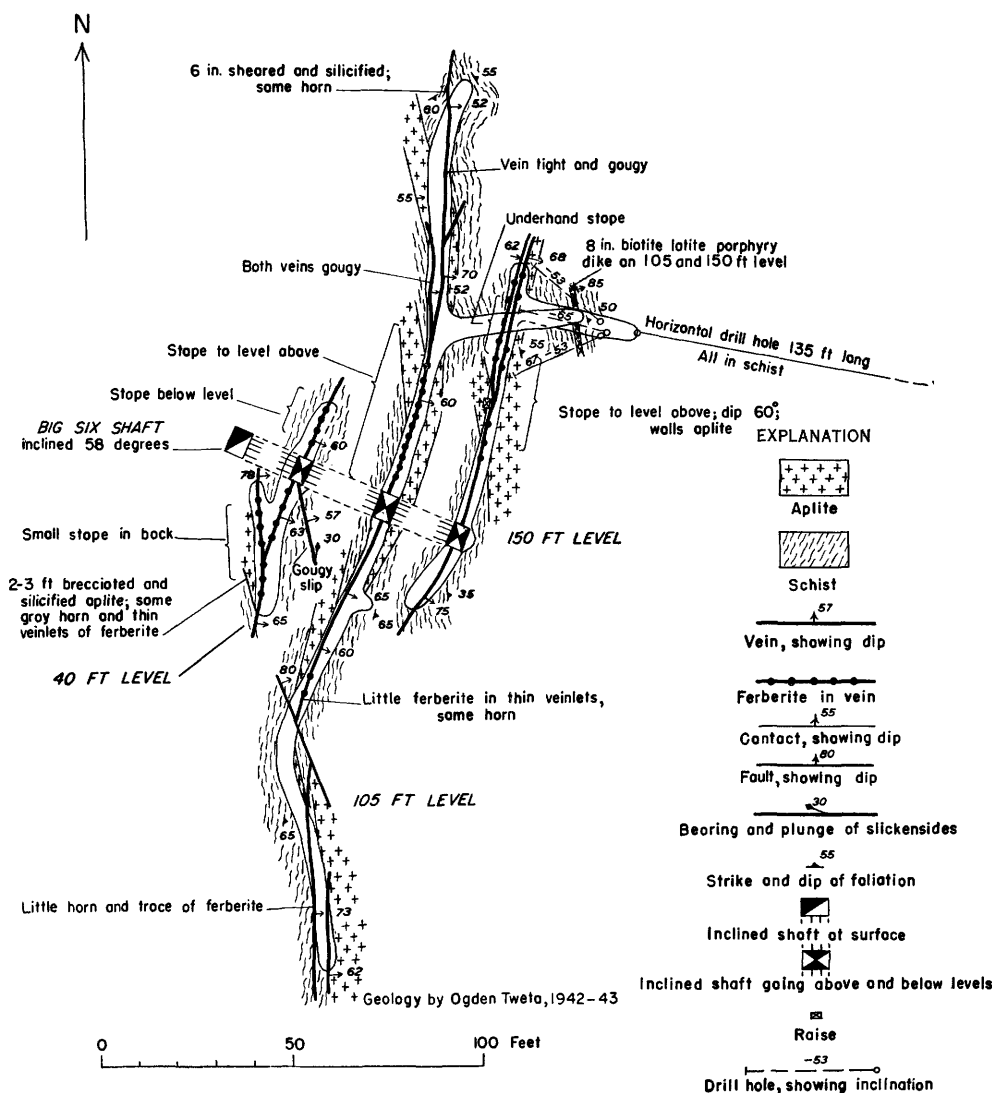 N
6 in. sheared and silicified;
some horn
55
60
52
Vein tight and gougy
55
Underhand stope
62
68
8 in. biotite latite porphyry
dike on 105 and 150 ft level
Both veins gougy
70
52
-53
85
50
-65
Horizontal drill hole 135 ft long
All in schist
Stope to level above
55
67
-53
Stope below level
60
Stope to level above; dip 60°;
walls aplite
BIG SIX SHAFT
inclined 58 degrees
60
78
57
63
30
Small stope in back
Gougy
slip
150 FT LEVEL
2-3 ft brecciated and
silicified aplite; some
gray horn and thin
veinlets of ferberite
65
65
65
75
35
40 FT LEVEL
60
80
Little ferberite in thin veinlets,
some horn
105 FT LEVEL
65
Little horn and trace of ferberite
73
62
Geology by Ogden Tweto, 1942-43
0 50 100 Feet
EXPLANATION
Aplite
Schist
57
Vein, showing dip
Ferberite in vein
55
Contact, showing dip
80
Fault, showing dip
30
Bearing and plunge of slickensides
55
Strike and dip of foliation
Inclined shaft at surface
Inclined shaft going above and below levels
Raise
-53
Drill hole, showing inclination